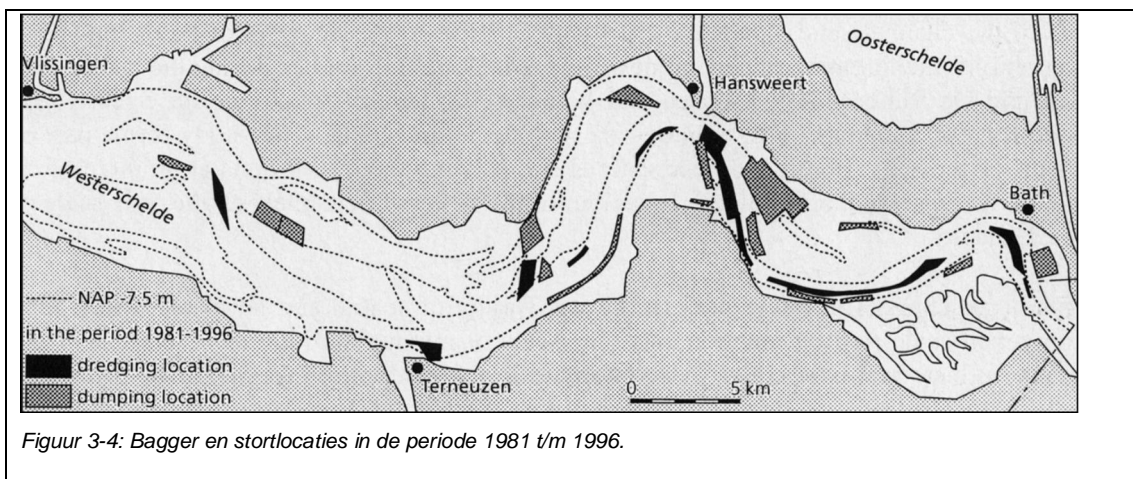 Vlissingen
Oosterschelde
Hansweert
Westerschelde
Bath
NAP -7.5 m
in the period 1981-1996
dredging location
dumping location
Terneuzen
0 5 km
Figuur 3-4: Bagger en stortlocaties in de periode 1981 t/m 1996.